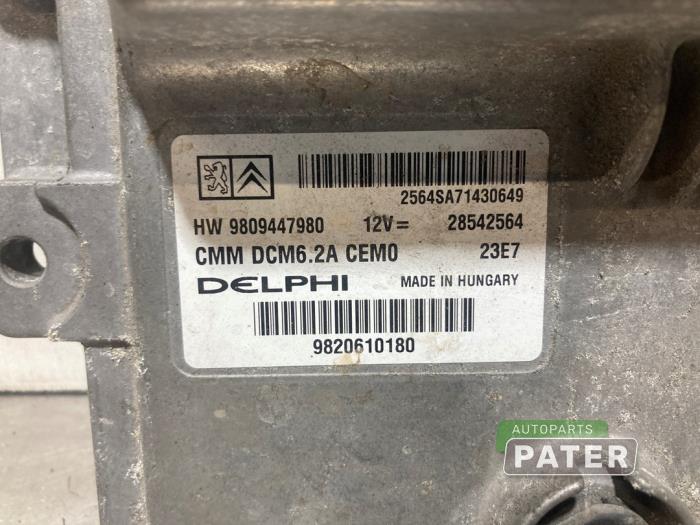 2564SA71430649
HW 9809447980 12V= 28542564
CMM DCM6.2A CEM0 23E7
DELPHI MADE IN HUNGARY
9820610180
AUTOPARTS
PATER